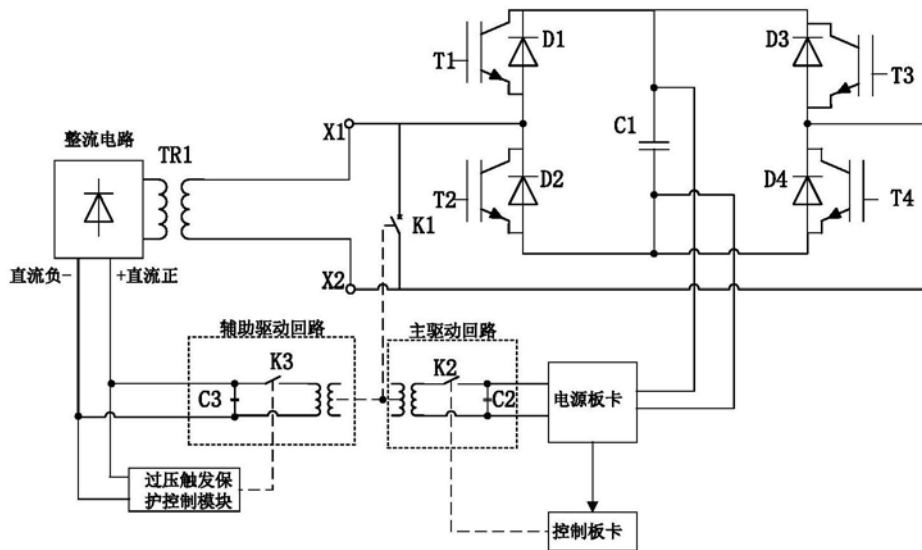 D1
D3
T1
T3
C1
X1
整流电路
TR1
D2
D4
T2
T4
K1
直流负-
+直流正
X2
辅助驱动回路
主驱动回路
K3
K2
C3
C2
电源板卡
过压触发保
护控制模块
控制板卡